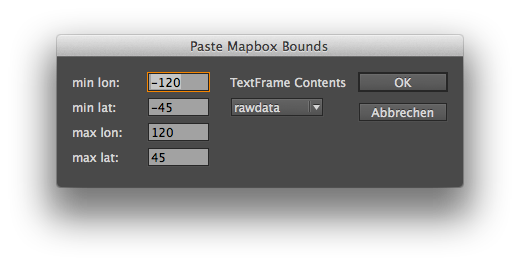 Paste Mapbox Bounds
min lon: -120 TextFrame Contents OK
min lat: -45 rawdata Abbrechen
max lon: 120
max lat: 45